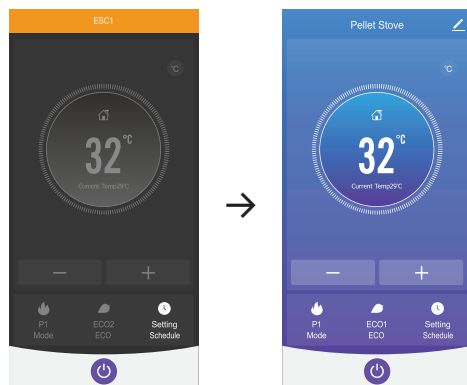 ESC1
°C
32°C
Current Temp29°C
P1
Mode
ECO2
ECO
Setting
Schedule
Pellet Stove
°C
32°C
Current Temp29°C
P1
Mode
ECO1
ECO
Setting
Schedule